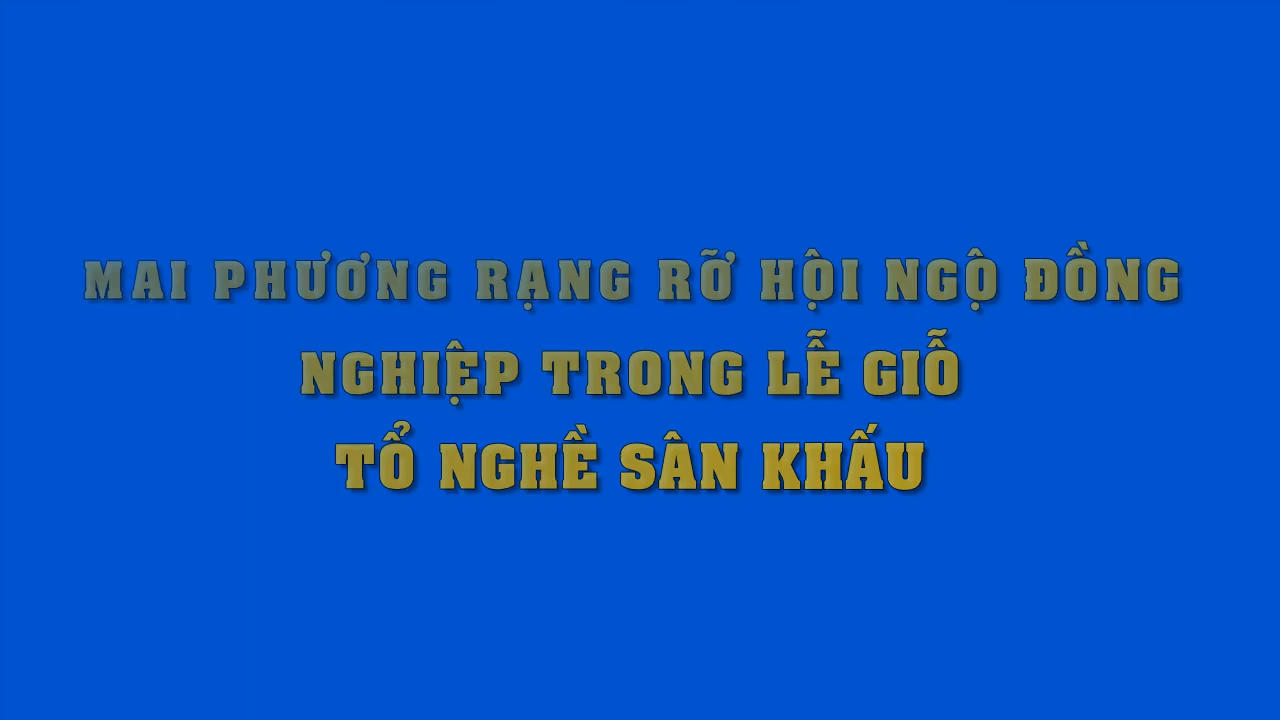 MAI PHƯƠNG RẠNG RỠ HỘI NGỘ ĐỒNG
NGHIỆP TRONG LỄ GIỖ
TỔ NGHỀ SÂN KHẤU